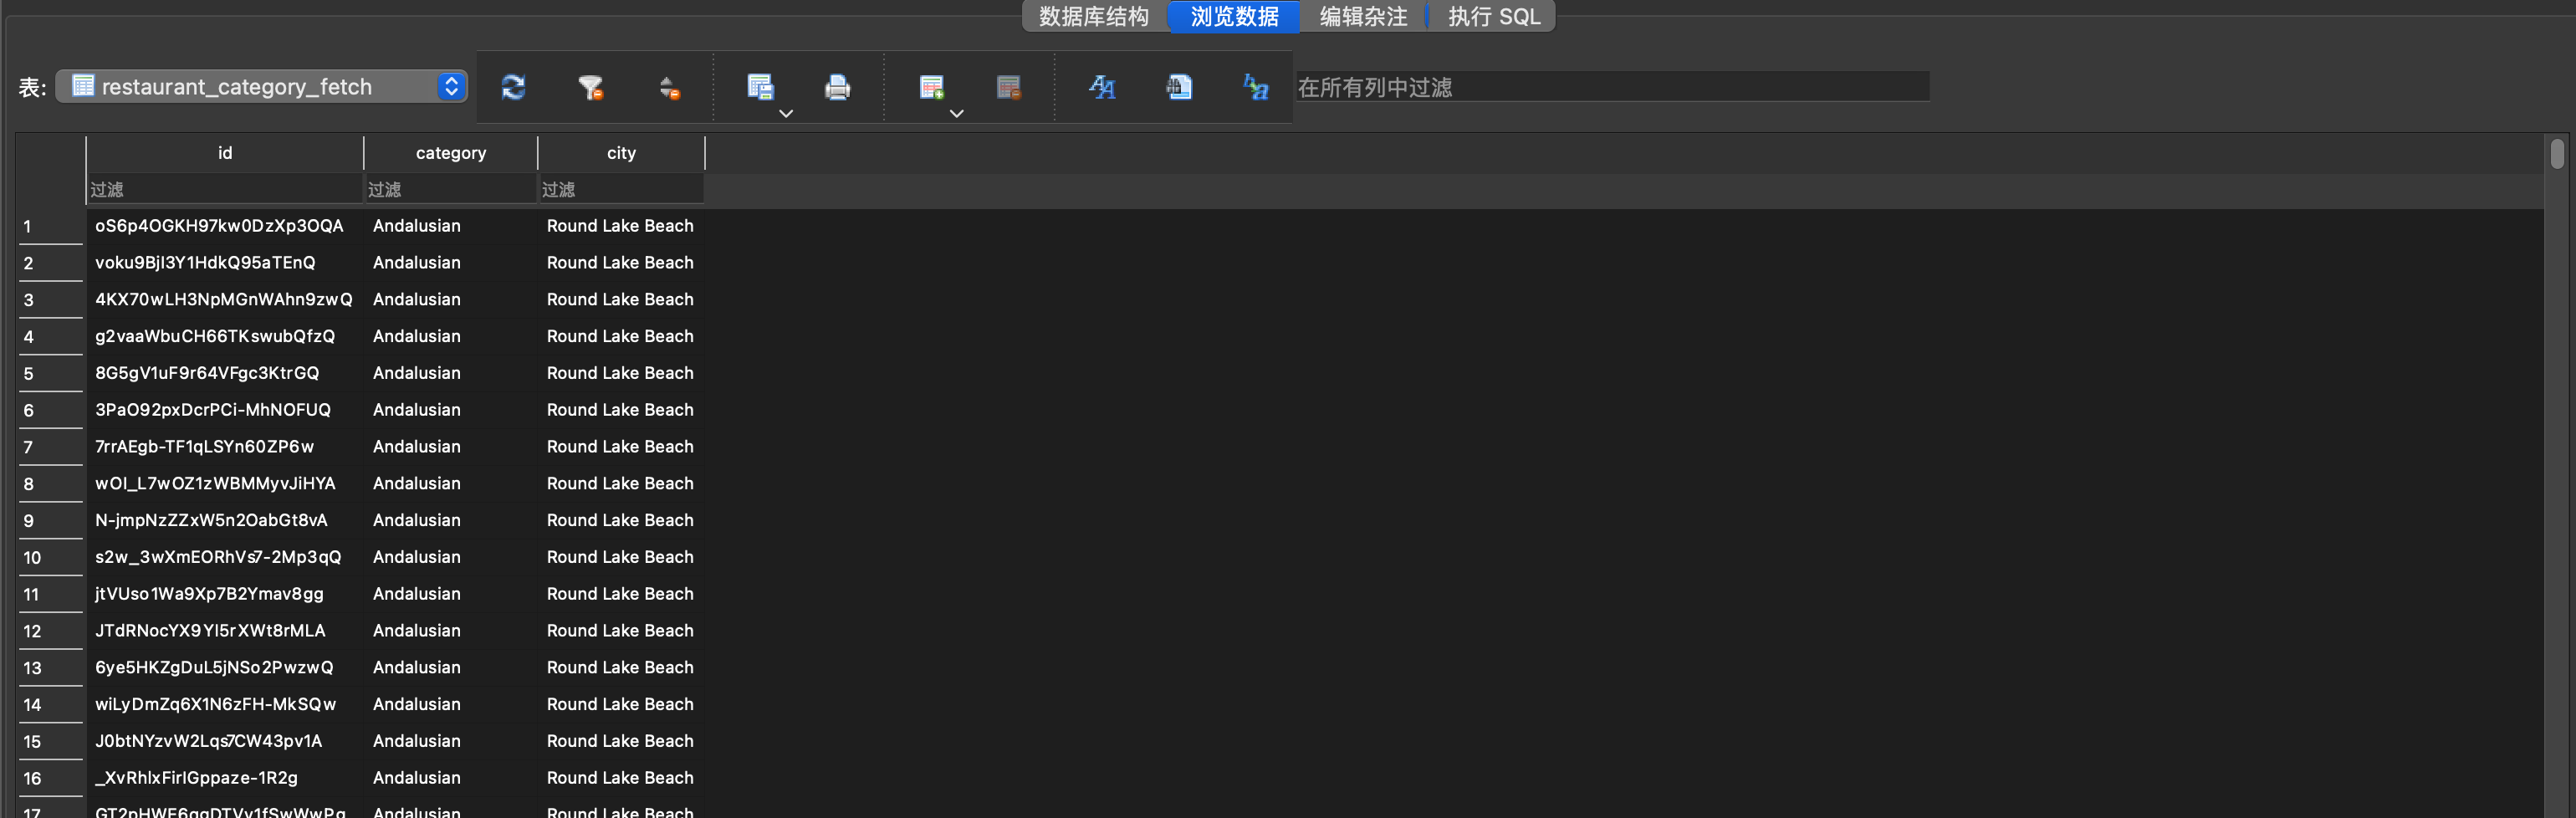 数据库结构 浏览数据 编辑杂注 执行 SQL
表: restaurant_category_fetch 在所有列中过滤
id category city
过滤 过滤 过滤
1 oS6p4OGKH97kw0DzXp3OQA Andalusian Round Lake Beach
2 voku9BjI3Y1HdkQ95aTEnQ Andalusian Round Lake Beach
3 4KX70wLH3NpMGnWAhn9zwQ Andalusian Round Lake Beach
4 g2vaaWbuCH66TKswubQfzQ Andalusian Round Lake Beach
5 8G5gV1uF9r64VFgc3KtrGQ Andalusian Round Lake Beach
6 3PaO92pxDcrPCi-MhNOFUQ Andalusian Round Lake Beach
7 7rrAEgb-TF1qLSYn60ZP6w Andalusian Round Lake Beach
8 wOI_L7wOZ1zWBMMyvJiHYA Andalusian Round Lake Beach
9 N-jmpNzZZxW5n2OabGt8vA Andalusian Round Lake Beach
10 s2w_3wXmEORhVs7-2Mp3qQ Andalusian Round Lake Beach
11 jtVUso1Wa9Xp7B2Ymav8gg Andalusian Round Lake Beach
12 JTdRNocYX9YI5rXWt8rMLA Andalusian Round Lake Beach
13 6ye5HKZgDuL5jNSo2PwzwQ Andalusian Round Lake Beach
14 wiLyDmZq6X1N6zFH-MkSQw Andalusian Round Lake Beach
15 J0btNYzvW2Lqs7CW43pv1A Andalusian Round Lake Beach
16 _XvRhlxFirIGppaze-1R2g Andalusian Round Lake Beach
17 Andalusian Round Lake Beach